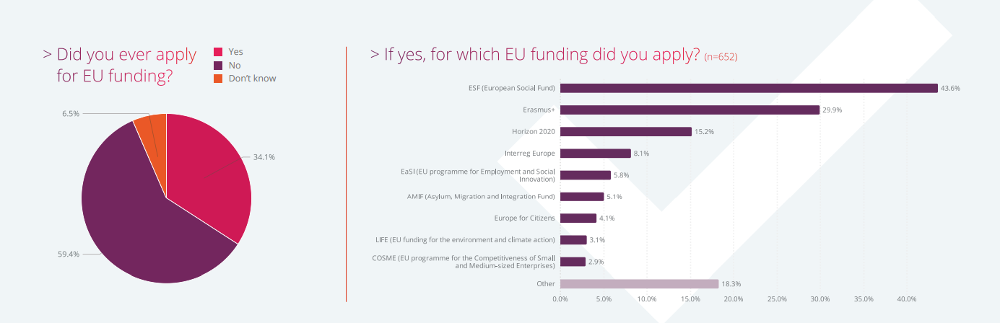 > Did you ever apply
for EU funding?
Yes
No
Don't know
6.5%
34.1%
59.4%
> If yes, for which EU funding did you apply? (n=652)
ESF (European Social Fund)
43.6%
Erasmus+
29.9%
Horizon 2020
15.2%
Interreg Europe
8.1%
EaSI (EU programme for Employment and Social
Innovation)
5.8%
AMIF (Asylum, Migration and Integration Fund)
5.1%
Europe for Citizens
4.1%
LIFE (EU funding for the environment and climate action)
3.1%
COSME (EU programme for the Competitiveness of Small
and Medium-sized Enterprises)
2.9%
Other
18.3%
0.0% 5.0% 10.0% 15.0% 20.0% 25.0% 30.0% 35.0% 40.0%